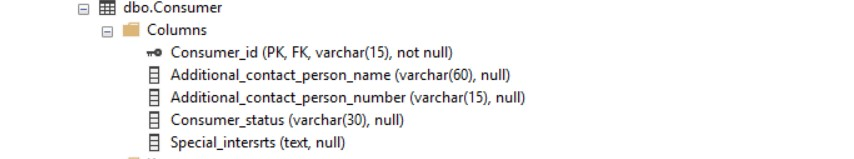 dbo.Consumer
Columns
Consumer_id (PK, FK, varchar(15), not null)
Additional_contact_person_name (varchar(60), null)
Additional_contact_person_number (varchar(15), null)
Consumer_status (varchar(30), null)
Special_intersrts (text, null)